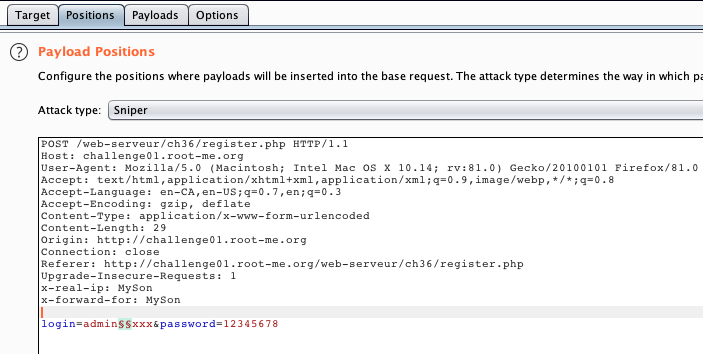 Target Positions Payloads Options
? Payload Positions
Configure the positions where payloads will be inserted into the base request. The attack type determines the way in which pa
Attack type: Sniper
POST /web-serveur/ch36/register.php HTTP/1.1
Host: challenge01.root-me.org
User-Agent: Mozilla/5.0 (Macintosh; Intel Mac OS X 10.14; rv:81.0) Gecko/20100101 Firefox/81.0
Accept: text/html,application/xhtml+xml,application/xml;q=0.9,image/webp,*/*;q=0.8
Accept-Language: en-CA,en-US;q=0.7,en;q=0.3
Accept-Encoding: gzip, deflate
Content-Type: application/x-www-form-urlencoded
Content-Length: 29
Origin: http://challenge01.root-me.org
Connection: close
Referer: http://challenge01.root-me.org/web-serveur/ch36/register.php
Upgrade-Insecure-Requests: 1
x-real-ip: MySon
x-forward-for: MySon
login=admin§§xxx&password=12345678